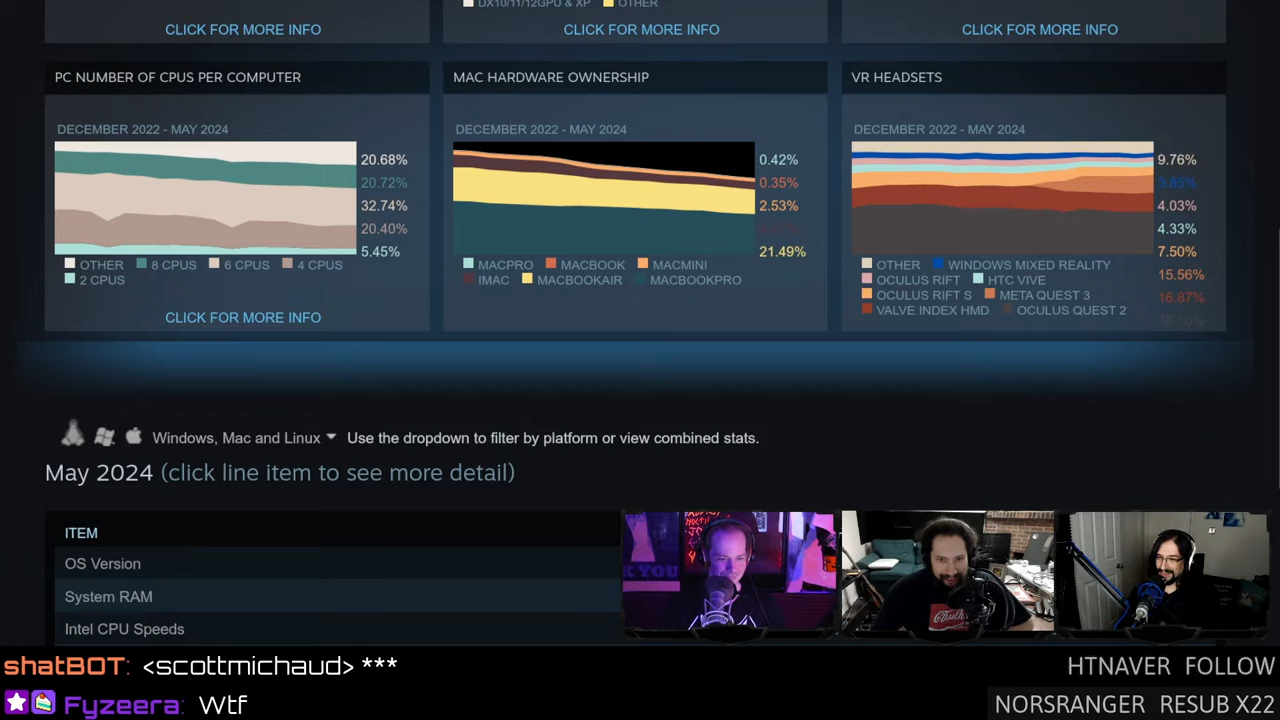 DX10/11/12GPU & XP OTHER
CLICK FOR MORE INFO CLICK FOR MORE INFO CLICK FOR MORE INFO
PC NUMBER OF CPUS PER COMPUTER
DECEMBER 2022 - MAY 2024
20.68%
20.72%
32.74%
20.40%
5.45%
OTHER 8 CPUS 6 CPUS 4 CPUS
2 CPUS
CLICK FOR MORE INFO
MAC HARDWARE OWNERSHIP
DECEMBER 2022 - MAY 2024
0.42%
0.35%
2.53%
21.49%
MACPRO MACBOOK MACMINI
IMAC MACBOOKAIR MACBOOKPRO
VR HEADSETS
DECEMBER 2022 - MAY 2024
9.76%
3.85%
4.03%
4.33%
7.50%
15.56%
16.87%
OTHER WINDOWS MIXED REALITY
OCULUS RIFT HTC VIVE
OCULUS RIFT S META QUEST 3
VALVE INDEX HMD OCULUS QUEST 2
Windows, Mac and Linux Use the dropdown to filter by platform or view combined stats.
May 2024 (click line item to see more detail)
ITEM
OS Version
System RAM
Intel CPU Speeds
K YOU
Cthulhu
shatBOT: <scottmichaud> ***
Fyzeera: Wtf
HTNAVER FOLLOW
NORSRANGER RESUB X22